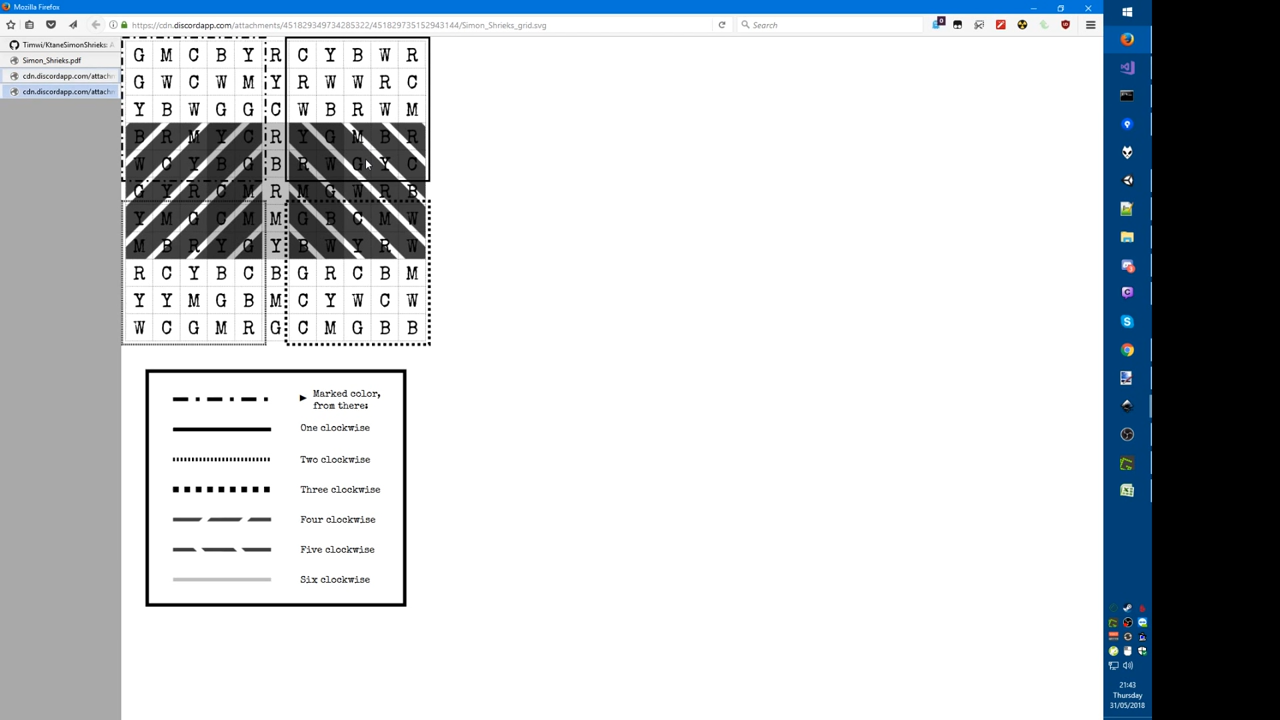 Mozilla Firefox
https://cdn.discordapp.com/attachments/451829349734285322/451829735152943144/Simon_Shrieks_grid.svg
Search
Timwi/KtaneSimonShrieks: A
Simon_Shrieks.pdf
cdn.discordapp.com/attachm
cdn.discordapp.com/attachm
G M C B Y R C Y B W R
G W C W M Y R W W R C
Y B W G G C W B R W M
B R M Y C R Y G M B R
W C Y B G B R W G Y C
G Y R C M R M G W R B
Y M G C M M G B C M W
M B R Y G Y B W Y R W
R C Y B C B G R C B M
Y Y M G B M C Y W C W
W C G M R G C M G B B
Marked color,
from there:
One clockwise
Two clockwise
Three clockwise
Four clockwise
Five clockwise
Six clockwise
21:43
Thursday
31/05/2018